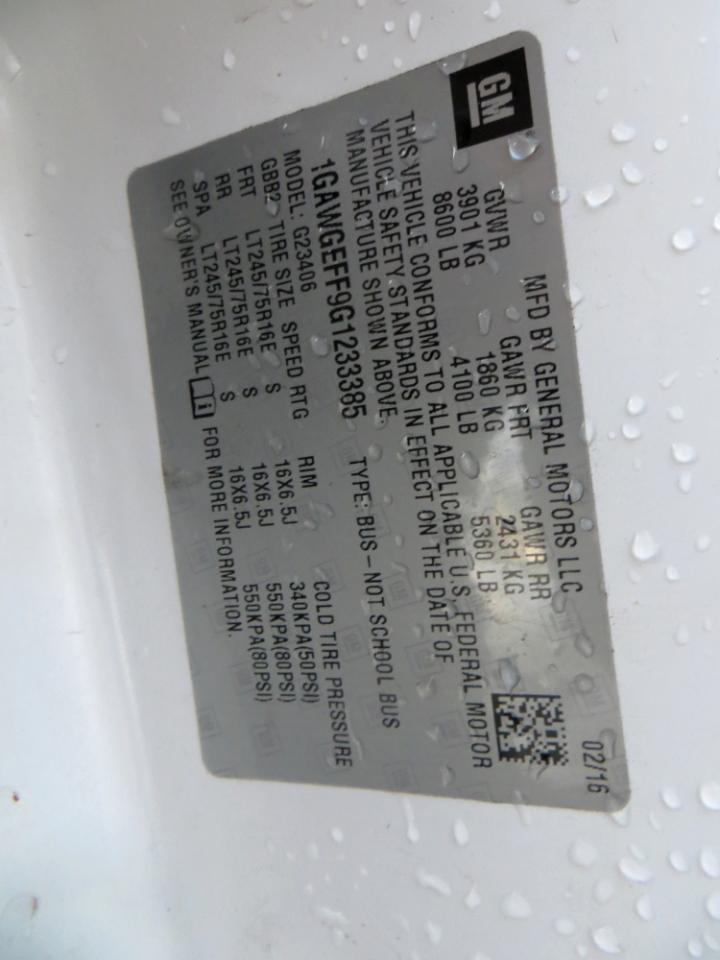 GM
MFD BY GENERAL MOTORS LLC 02/16
GVWR GAWR FRT GAWR RR
3901 KG 1860 KG 2431 KG
8600 LB 4100 LB 5360 LB
THIS VEHICLE CONFORMS TO ALL APPLICABLE U.S. FEDERAL MOTOR
VEHICLE SAFETY STANDARDS IN EFFECT ON THE DATE OF
MANUFACTURE SHOWN ABOVE.
1GAWGEFF9G1233385 TYPE: BUS – NOT SCHOOL BUS
MODEL: G23406
GBB2 TIRE SIZE SPEED RTG RIM COLD TIRE PRESSURE
FRT LT245/75R16E S 16X6.5J 340KPA(50PSI)
RR LT245/75R16E S 16X6.5J 550KPA(80PSI)
SPA LT245/75R16E S 16X6.5J 550KPA(80PSI)
SEE OWNER'S MANUAL i FOR MORE INFORMATION.